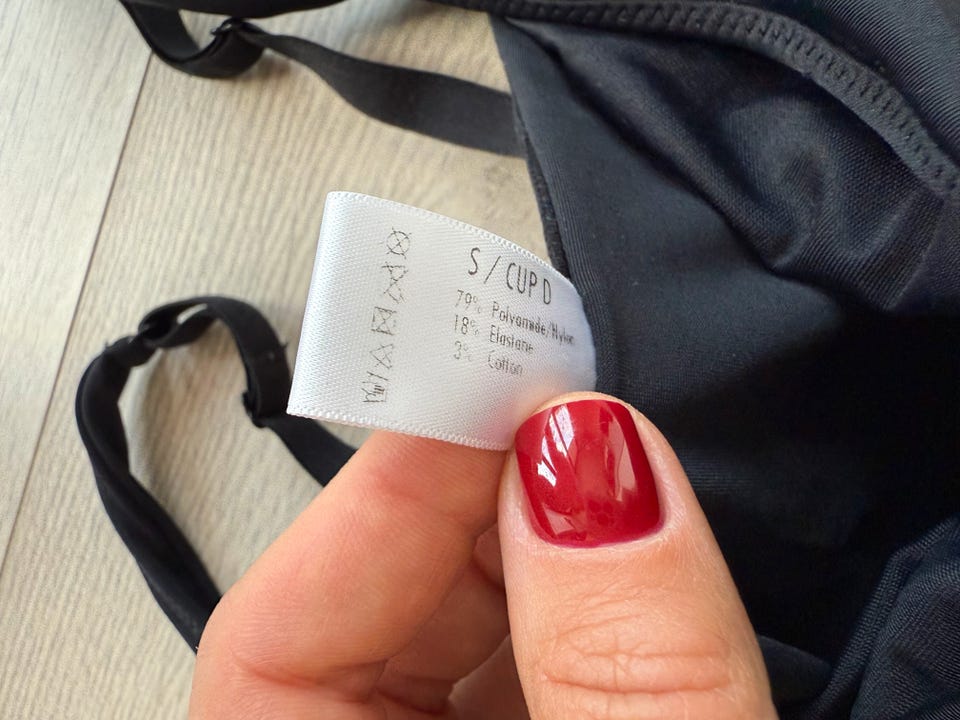 S / CUP D
79% Polyamide/Nylon
18% Elastane
3% Cotton